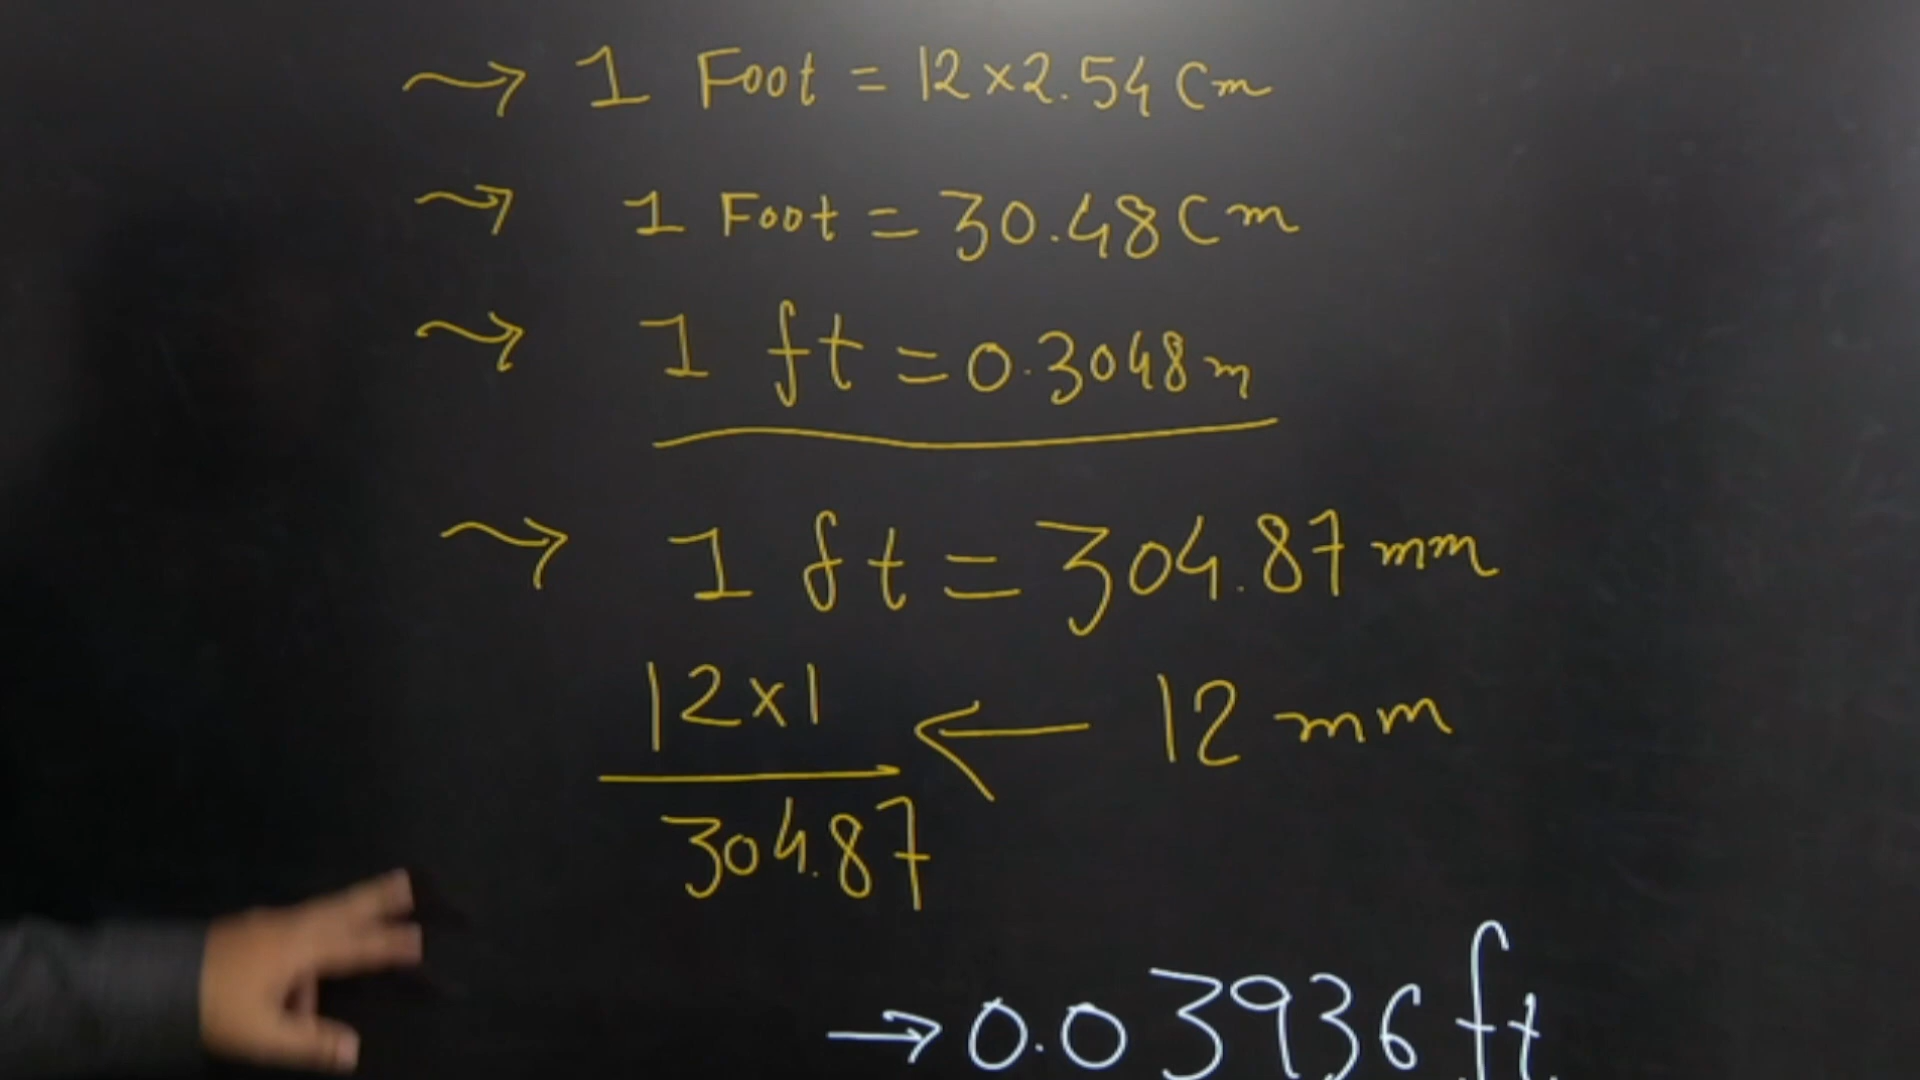 → 1 Foot = 12×2.54 Cm
→ 1 Foot = 30.48 Cm
→ 1 ft = 0.3048 m
→ 1 ft = 304.87 mm
12×1 ← 12 mm
304.87
→ 0.03936 ft